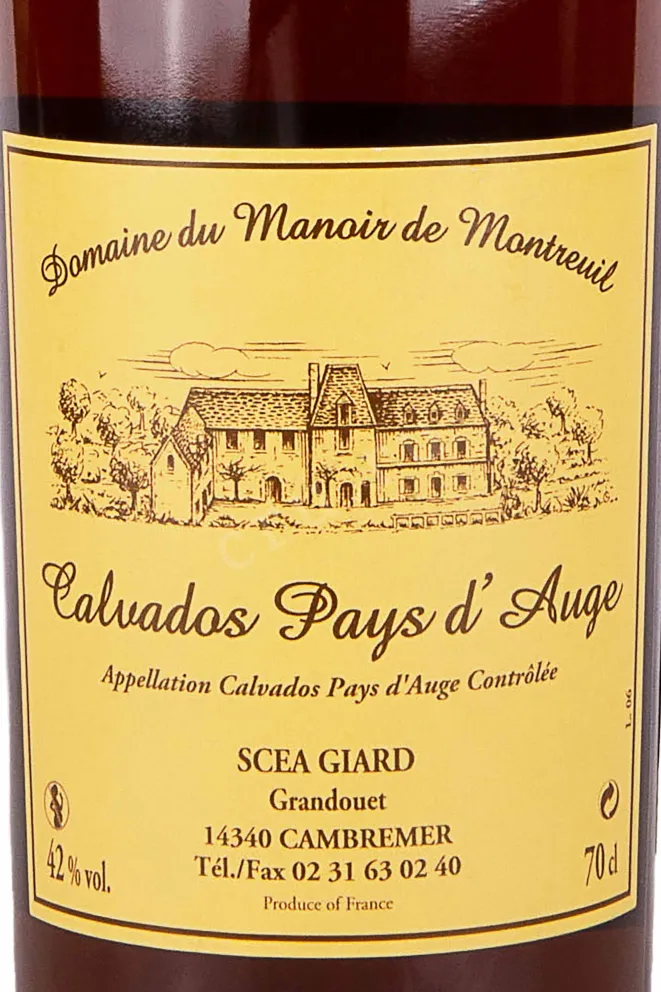 Domaine du Manoir de Montreuil
Calvados Pays d'Auge
Appellation Calvados Pays d'Auge Contrôlée
L. 06
SCEA GIARD
Grandouet
14340 CAMBREMER
Tél./Fax 02 31 63 02 40
42 % vol.
70 cl
Produce of France